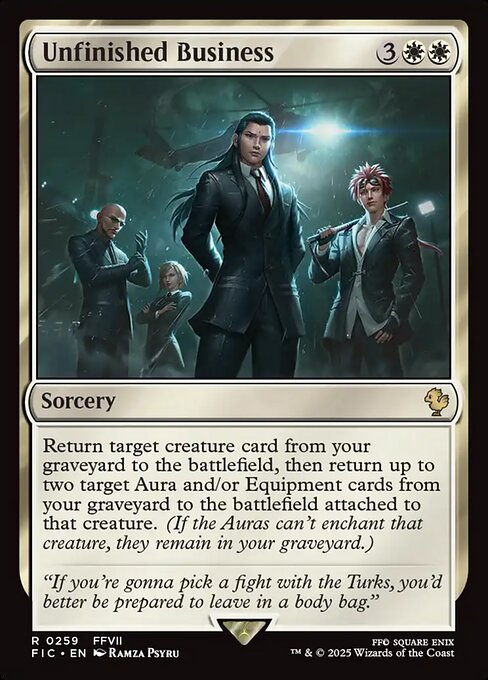 Unfinished Business 3
Sorcery
Return target creature card from your
graveyard to the battlefield, then return up to
two target Aura and/or Equipment cards from
your graveyard to the battlefield attached to
that creature. (If the Auras can't enchant that
creature, they remain in your graveyard.)
“If you're gonna pick a fight with the Turks, you'd
better be prepared to leave in a body bag.”
R 0259 FFVII
FIC • EN Ramza Psyru
FF© SQUARE ENIX
™ & © 2025 Wizards of the Coast